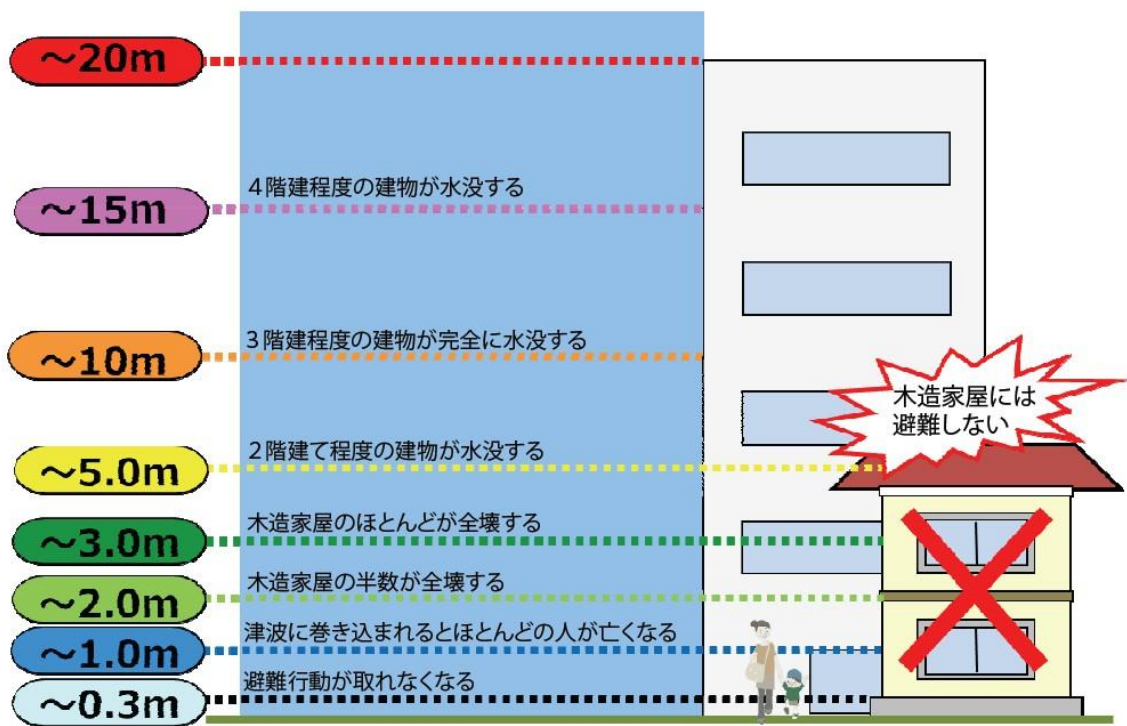 ~20m
4階建程度の建物が水没する
~15m
3階建程度の建物が完全に水没する
~10m
木造家屋には
避難しない
2階建て程度の建物が水没する
~5.0m
木造家屋のほとんどが全壊する
~3.0m
木造家屋の半数が全壊する
~2.0m
津波に巻き込まれるとほとんどの人が亡くなる
~1.0m
避難行動が取れなくなる
~0.3m